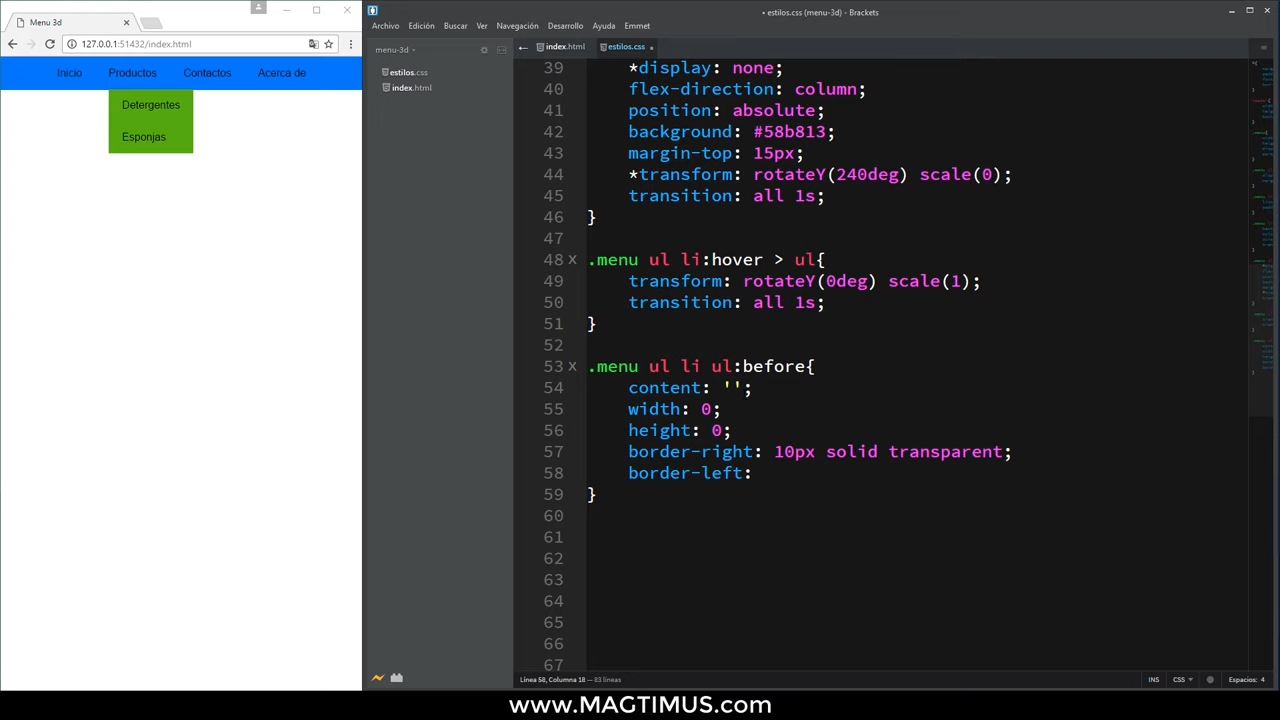 Menu 3d
127.0.0.1:51432/index.html
Inicio Productos Contactos Acerca de
Detergentes
Esponjas
• estilos.css (menu-3d) - Brackets
Archivo Edición Buscar Ver Navegación Desarrollo Ayuda Emmet
menu-3d
estilos.css
index.html
index.html estilos.css •
39 *display: none;
40 flex-direction: column;
41 position: absolute;
42 background: #58b813;
43 margin-top: 15px;
44 *transform: rotateY(240deg) scale(0);
45 transition: all 1s;
46 }
47
48 .menu ul li:hover > ul{
49 transform: rotateY(0deg) scale(1);
50 transition: all 1s;
51 }
52
53 .menu ul li ul:before{
54 content: '';
55 width: 0;
56 height: 0;
57 border-right: 10px solid transparent;
58 border-left:
59 }
60
61
62
63
64
65
66
67
Línea 58, Columna 18 — 83 líneas
INS CSS Espacios: 4
www.MAGTIMUS.com